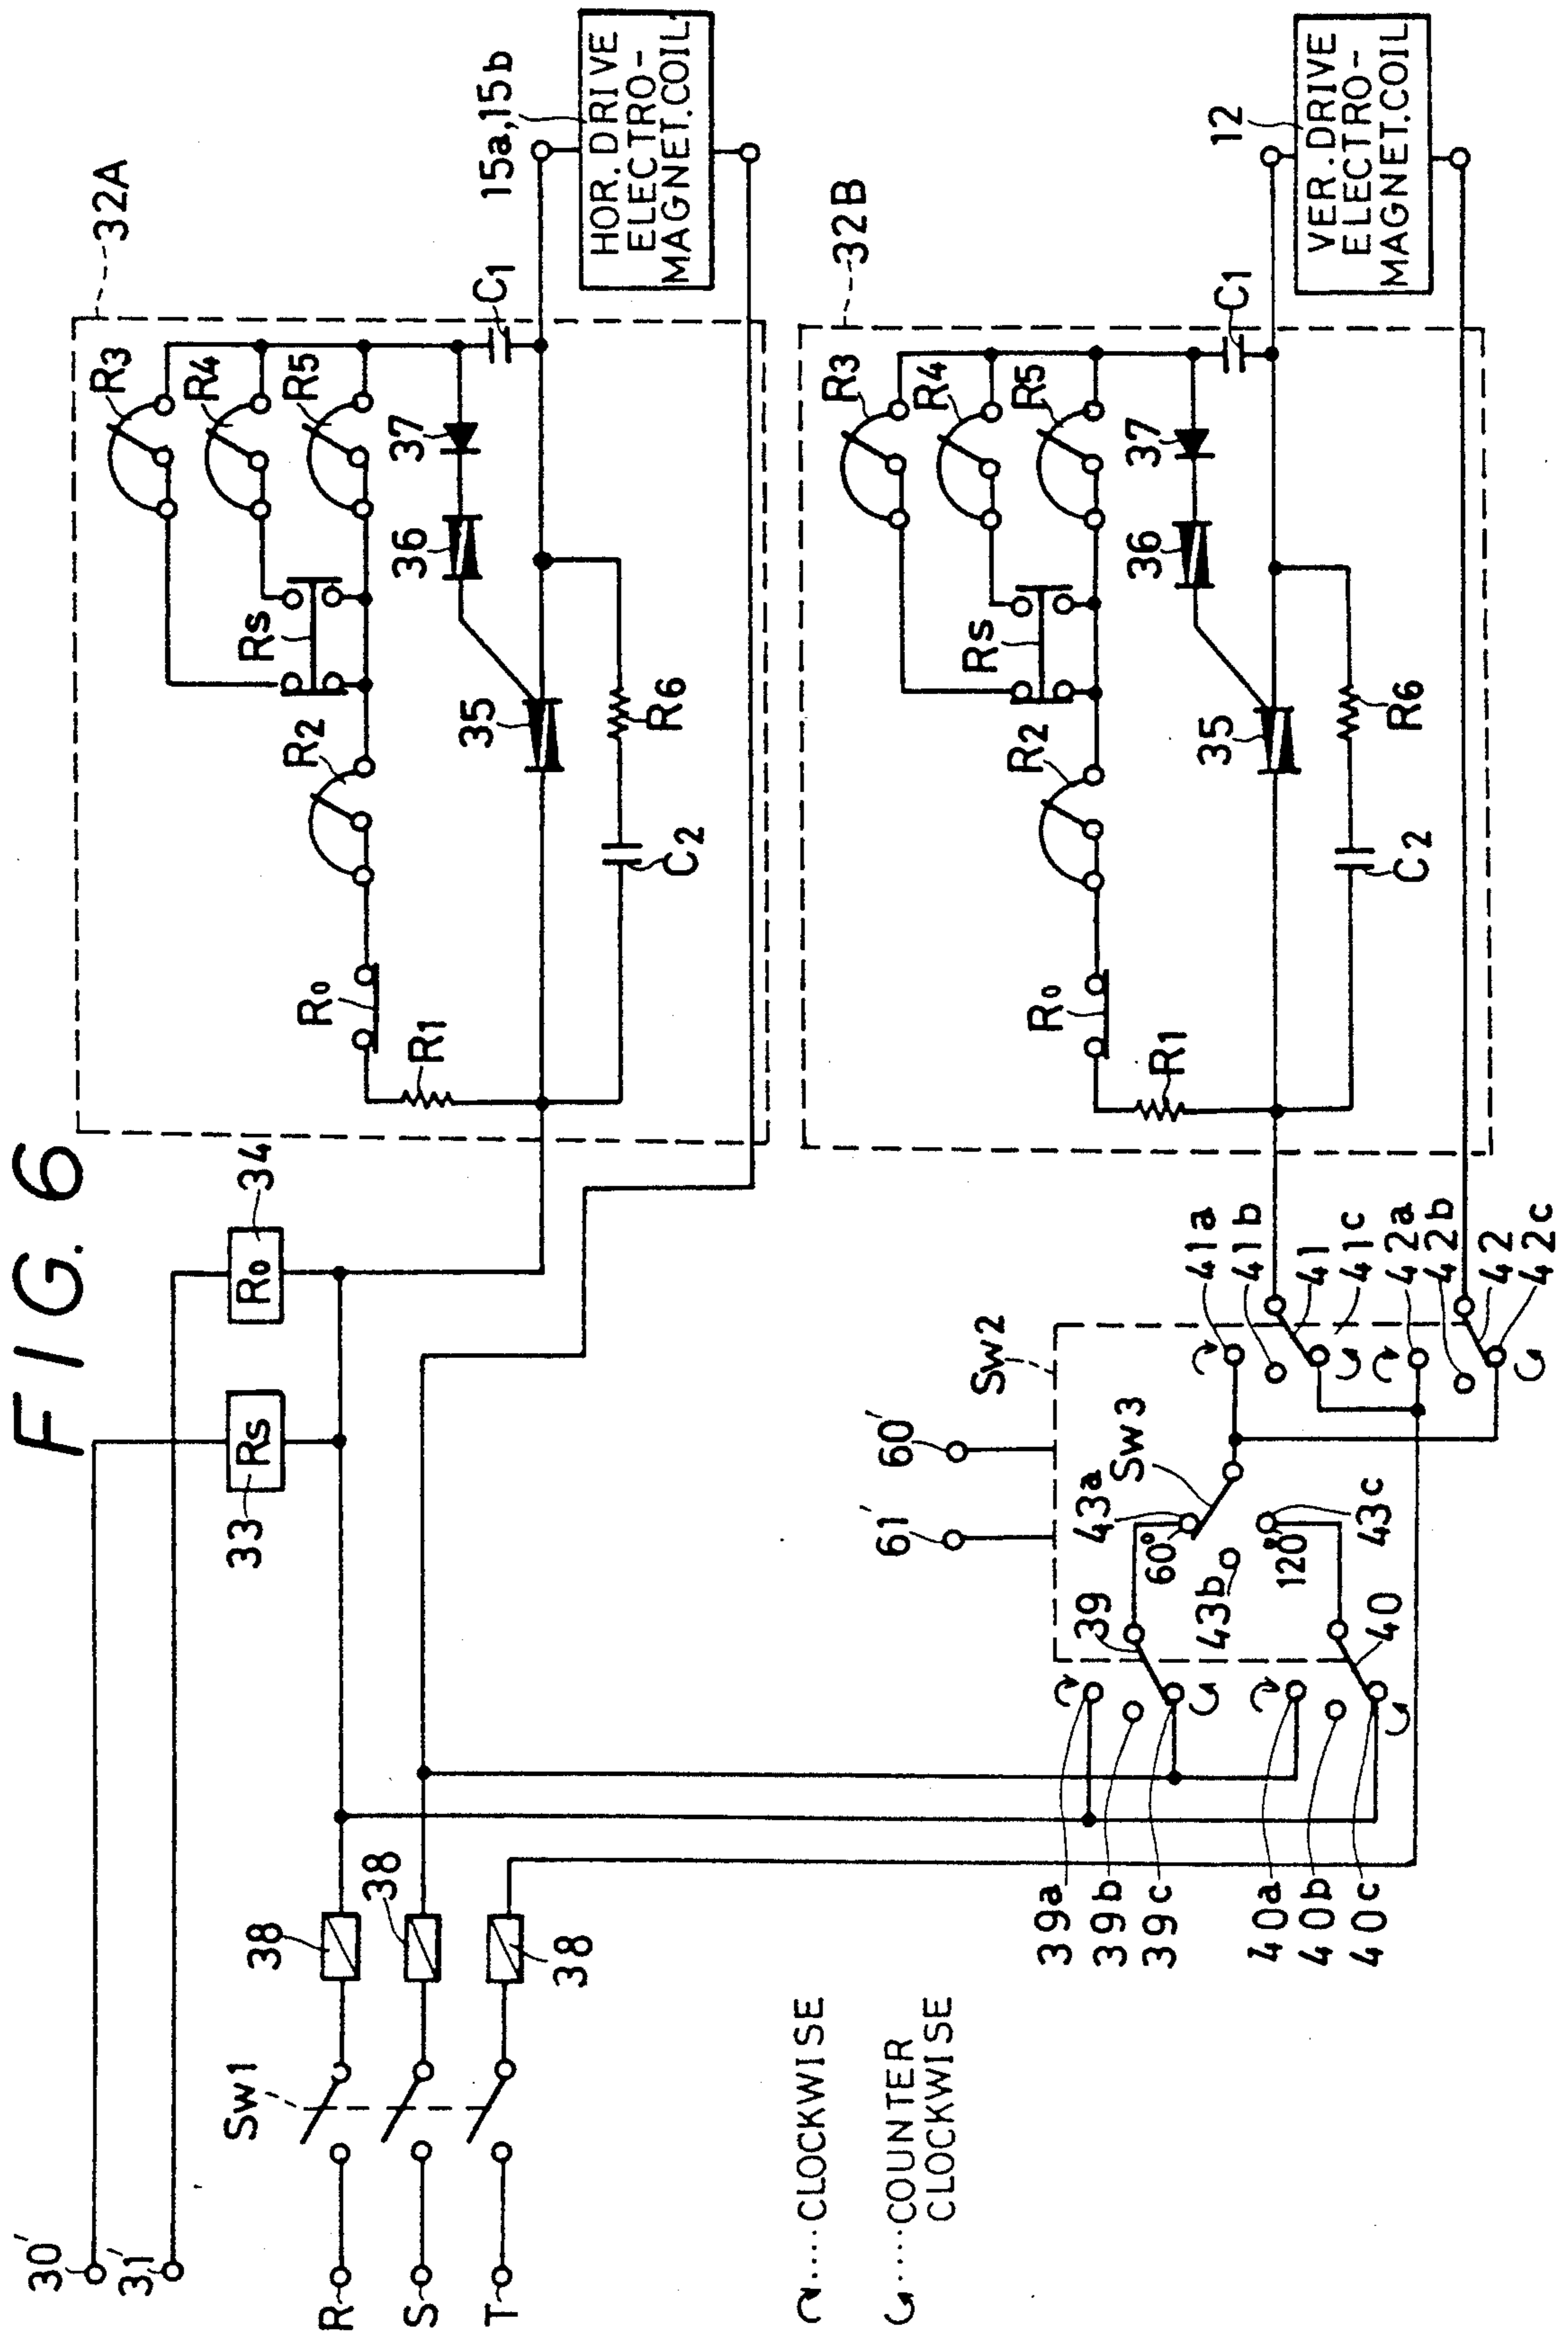 FIG. 6
30'
31'
R
S
T
Sw1
38
38
38
33
Rs
34
Ro
32A
Ro
R1
R2
Rs
R3
R4
R5
35
36
37
C1
C2
R6
15a,15b
HOR. DRIVE
ELECTRO-
MAGNET.COIL.
32B
Ro
R1
R2
Rs
R3
R4
R5
35
36
37
C1
C2
R6
12
VER. DRIVE
ELECTRO-
MAGNET.COIL
61'
60'
Sw2
Sw3
43a
60°
43b
120°
43c
39
40
39a
39b
39c
40a
40b
40c
41a
41b
41
41c
42a
42b
42
42c
....CLOCKWISE
....COUNTER
CLOCKWISE